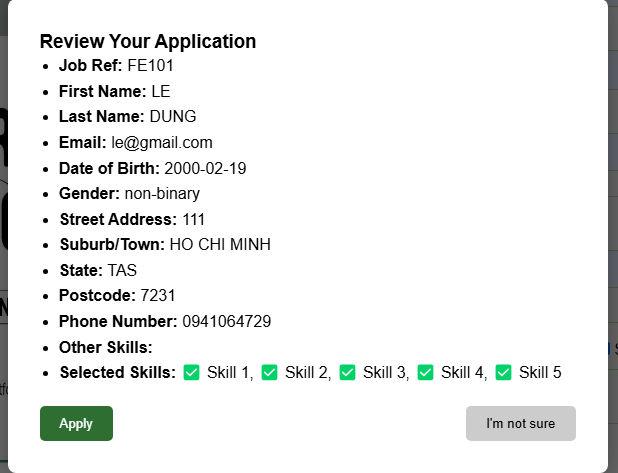 Review Your Application
Job Ref: FE101
First Name: LE
Last Name: DUNG
Email: le@gmail.com
Date of Birth: 2000-02-19
Gender: non-binary
Street Address: 111
Suburb/Town: HO CHI MINH
State: TAS
Postcode: 7231
Phone Number: 0941064729
Other Skills:
Selected Skills: ✅ Skill 1, ✅ Skill 2, ✅ Skill 3, ✅ Skill 4, ✅ Skill 5
Apply
I'm not sure